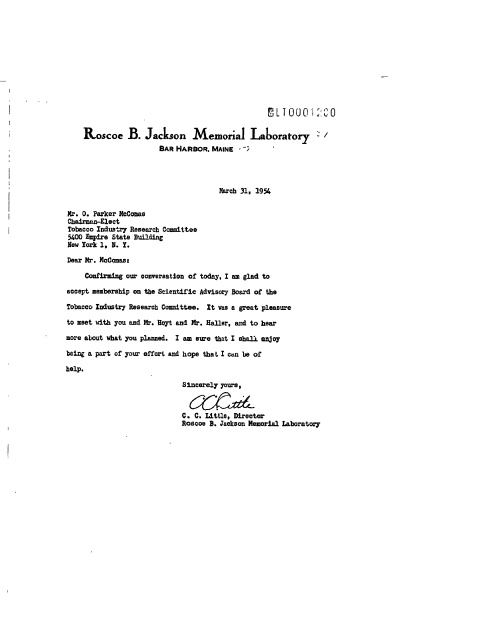 Roscoe B. Jackson Memorial Laboratory
BAR HARBOR, MAINE
March 31, 1954
Mr. O. Parker McComas
Chairman-Elect
Tobacco Industry Research Committee
5400 Empire State Building
New York 1, N. Y.
Dear Mr. McComas:
Confirming our conversation of today, I am glad to
accept membership on the Scientific Advisory Board of the
Tobacco Industry Research Committee. It was a great pleasure
to meet with you and Mr. Hoyt and Mr. Haller, and to hear
more about what you planned. I am sure that I shall enjoy
being a part of your effort and hope that I can be of
help.
Sincerely yours,
CCLittle
C. C. Little, Director
Roscoe B. Jackson Memorial Laboratory